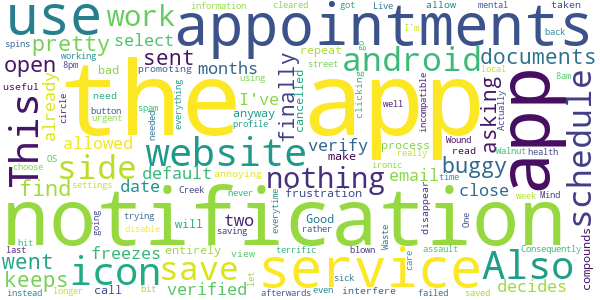 information cleared got Live allow mental taken
use work appointments
spins
working
8pm
pretty select sent android I'm back
open bad promoting months using finally repeat street go documents
useful already circle need button urgent spam everything I've the app cancelled clicking well incompatible asking local 8am app schedule
This OS allowed anyway profile needed website verify process read Wound Actually
side default nothing make really ironic buggy Walnut health
find choose settings date Creek two email close Mind
notification
annoying frustration disappear time week
going trying disable will never saving everytime Good rather
went icon save service Also
keeps freezes entirely view terrific blown Waste care assault One Consequently compounds
last hit call bit let sick decides
instead longer verified afterwards even interfere failed saved